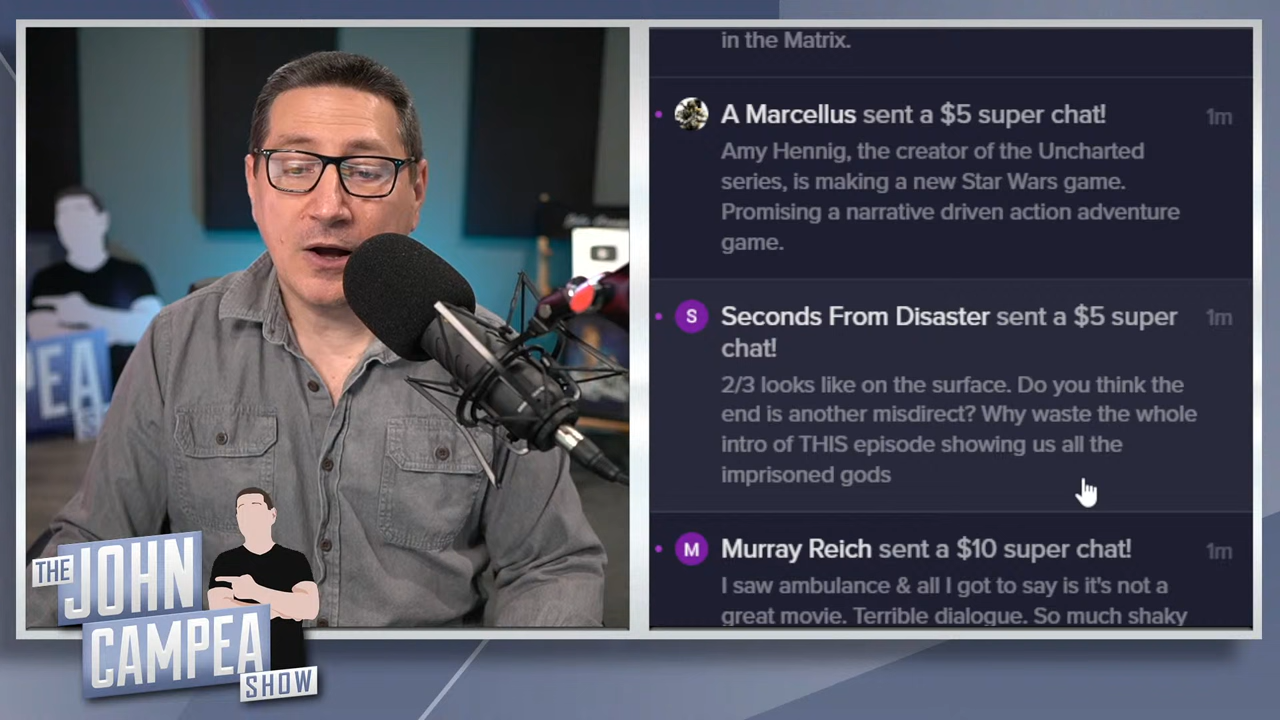 in the Matrix.
A Marcellus sent a $5 super chat!
1m
Amy Hennig, the creator of the Uncharted
series, is making a new Star Wars game.
Promising a narrative driven action adventure
game.
S
Seconds From Disaster sent a $5 super
chat!
1m
2/3 looks like on the surface. Do you think the
end is another misdirect? Why waste the whole
intro of THIS episode showing us all the
imprisoned gods
M
Murray Reich sent a $10 super chat!
1m
I saw ambulance & all I got to say is it's not a
great movie. Terrible dialogue. So much shaky
PEA
THE
JOHN
CAMPEA
SHOW